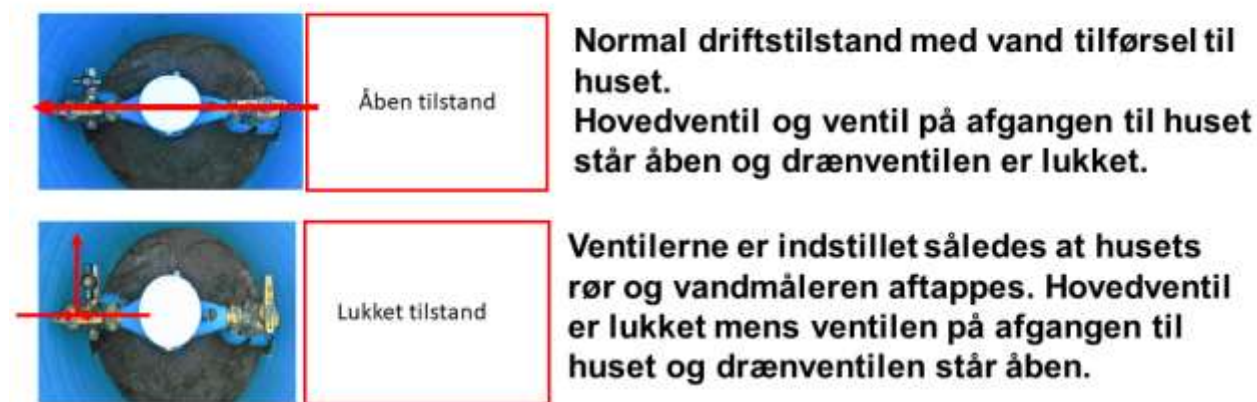 Åben tilstand
Normal driftstilstand med vand tilførsel til
huset.
Hovedventil og ventil på afgangen til huset
står åben og drænventilen er lukket.
Lukket tilstand
Ventilerne er indstillet således at husets
rør og vandmåleren aftappes. Hovedventil
er lukket mens ventilen på afgangen til
huset og drænventilen står åben.